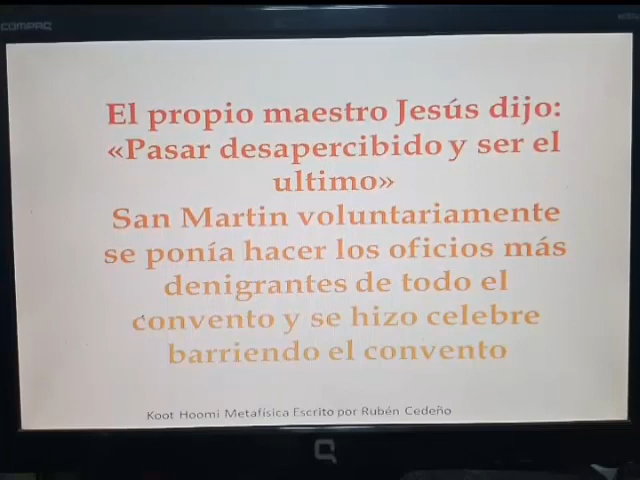 COMPAQ
El propio maestro Jesús dijo:
«Pasar desapercibido y ser el
ultimo»
San Martin voluntariamente
se ponía hacer los oficios más
denigrantes de todo el
convento y se hizo celebre
barriendo el convento
Koot Hoomi Metafísica Escrito por Rubén Cedeño